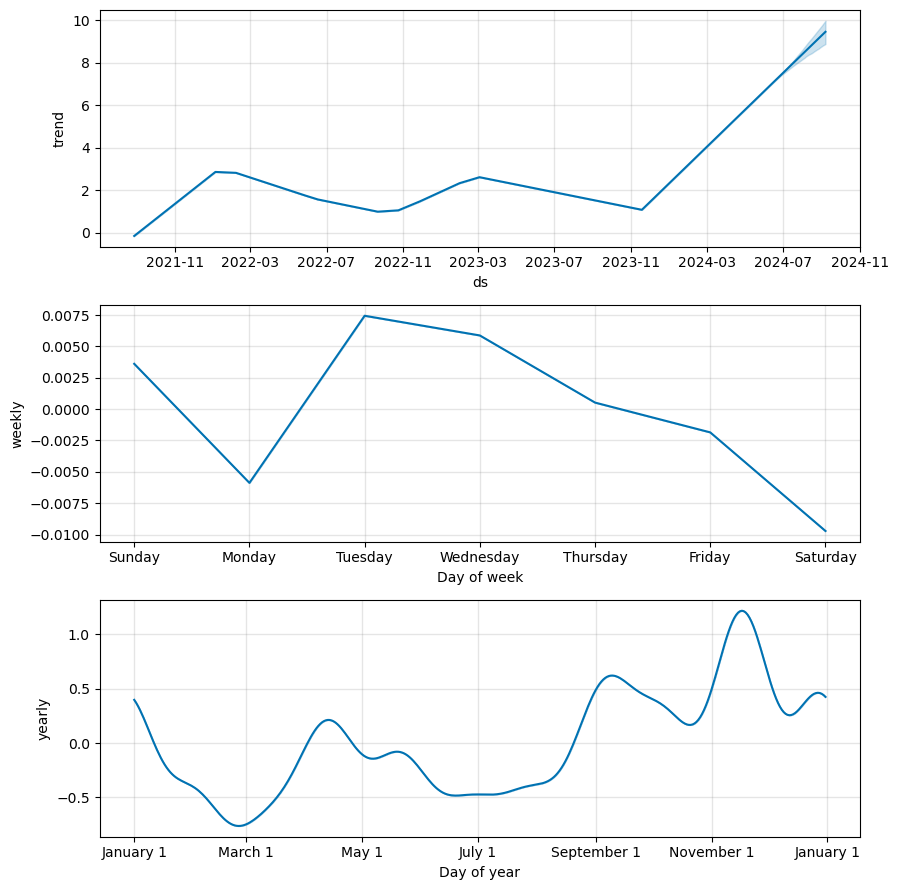 10
8
6
4
2
0
trend
2021-11 2022-03 2022-07 2022-11 2023-03 2023-07 2023-11 2024-03 2024-07 2024-11
ds
0.0075
0.0050
0.0025
0.0000
−0.0025
−0.0050
−0.0075
−0.0100
weekly
Sunday Monday Tuesday Wednesday Thursday Friday Saturday
Day of week
1.0
0.5
0.0
−0.5
yearly
January 1 March 1 May 1 July 1 September 1 November 1 January 1
Day of year